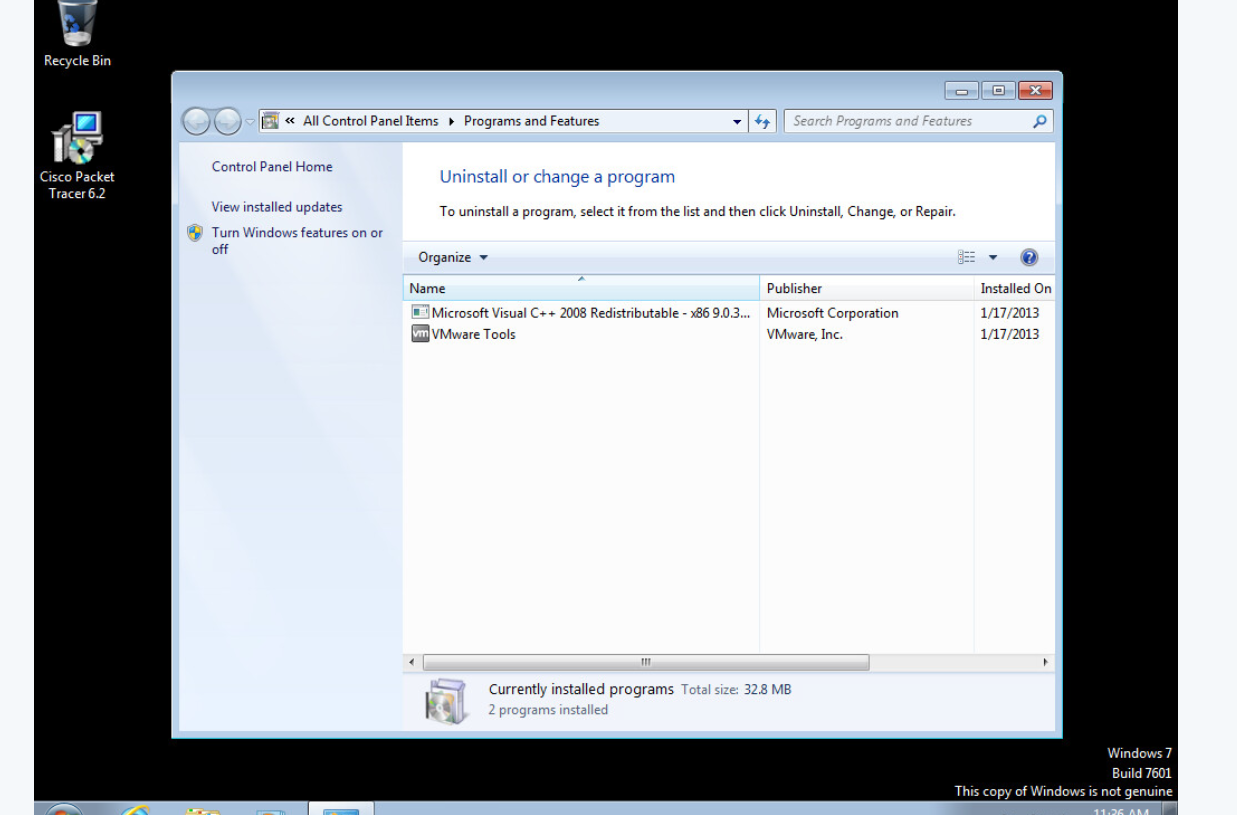 Recycle Bin
Cisco Packet
Tracer 6.2
« All Control Panel Items ▸ Programs and Features
Search Programs and Features
Control Panel Home
View installed updates
Turn Windows features on or
off
Uninstall or change a program
To uninstall a program, select it from the list and then click Uninstall, Change, or Repair.
Organize
Name Publisher Installed On
Microsoft Visual C++ 2008 Redistributable - x86 9.0.3... Microsoft Corporation 1/17/2013
vm VMware Tools VMware, Inc. 1/17/2013
Currently installed programs Total size: 32.8 MB
2 programs installed
Windows 7
Build 7601
This copy of Windows is not genuine
11:36 AM